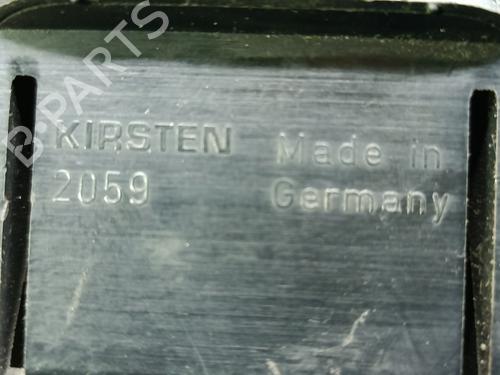 B-PARTS
KIRSTEN Made in
2059 Germany